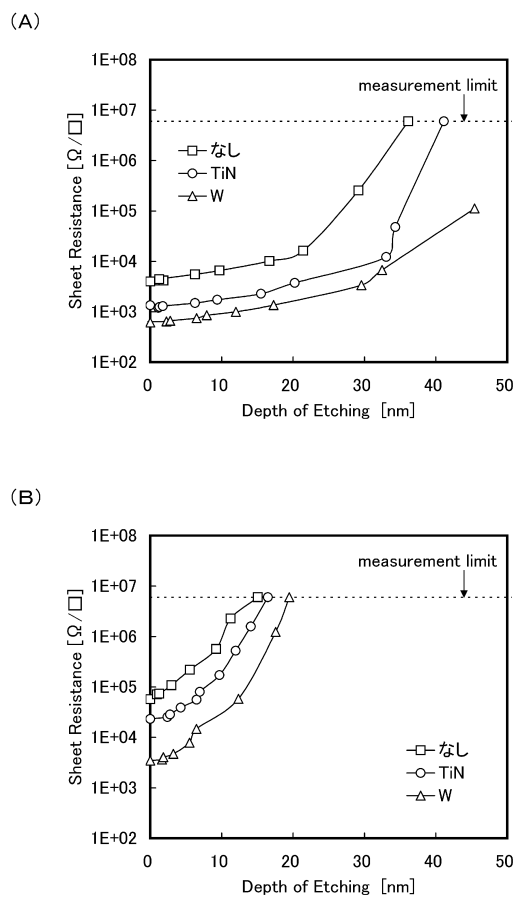 (A)
1E+08
1E+07
1E+06
1E+05
1E+04
1E+03
1E+02
Sheet Resistance [Ω/□]
measurement limit
なし
TiN
W
0 10 20 30 40 50
Depth of Etching [nm]
(B)
1E+08
1E+07
1E+06
1E+05
1E+04
1E+03
1E+02
Sheet Resistance [Ω/□]
measurement limit
なし
TiN
W
0 10 20 30 40 50
Depth of Etching [nm]